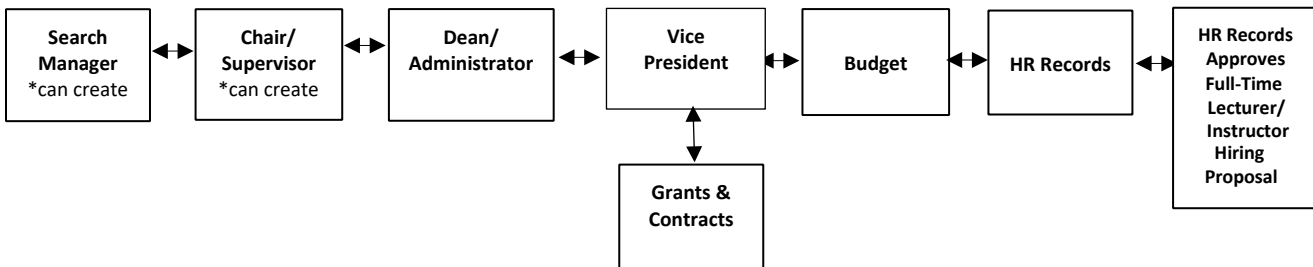 Search
Manager
*can create
Chair/
Supervisor
*can create
Dean/
Administrator
Vice
President
Budget
HR Records
HR Records
Approves
Full-Time
Lecturer/
Instructor
Hiring
Proposal
Grants &
Contracts